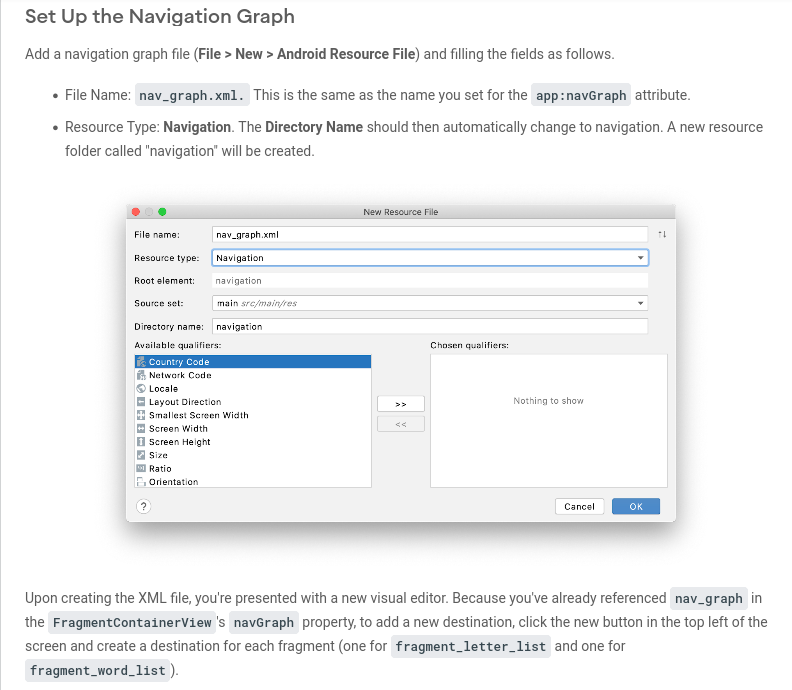 Set Up the Navigation Graph
Add a navigation graph file (File > New > Android Resource File) and filling the fields as follows.
• File Name: nav_graph.xml. This is the same as the name you set for the app:navGraph attribute.
• Resource Type: Navigation. The Directory Name should then automatically change to navigation. A new resource
folder called "navigation" will be created.
New Resource File
File name: nav_graph.xml
Resource type: Navigation
Root element: navigation
Source set: main src/main/res
Directory name: navigation
Available qualifiers:
Country Code
Network Code
Locale
Layout Direction
Smallest Screen Width
Screen Width
Screen Height
Size
Ratio
Orientation
>>
<<
Chosen qualifiers:
Nothing to show
?
Cancel
OK
Upon creating the XML file, you're presented with a new visual editor. Because you've already referenced nav_graph in
the FragmentContainerView's navGraph property, to add a new destination, click the new button in the top left of the
screen and create a destination for each fragment (one for fragment_letter_list and one for
fragment_word_list).